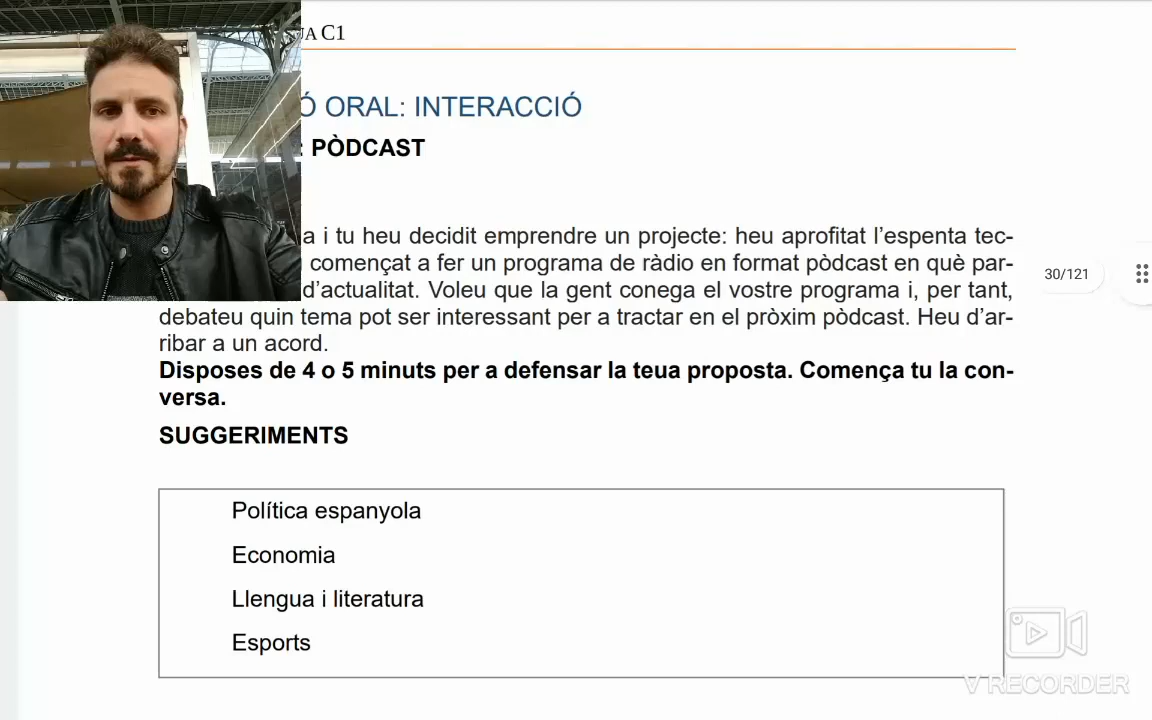 C1
Ó ORAL: INTERACCIÓ
: PÒDCAST
a i tu heu decidit emprendre un projecte: heu aprofitat l’espenta tec-
començat a fer un programa de ràdio en format pòdcast en què par-
d’actualitat. Voleu que la gent conega el vostre programa i, per tant,
debateu quin tema pot ser interessant per a tractar en el pròxim pòdcast. Heu d’ar-
ribar a un acord.
Disposes de 4 o 5 minuts per a defensar la teua proposta. Comença tu la con-
versa.
SUGGERIMENTS
Política espanyola
Economia
Llengua i literatura
Esports
30/121
V RECORDER